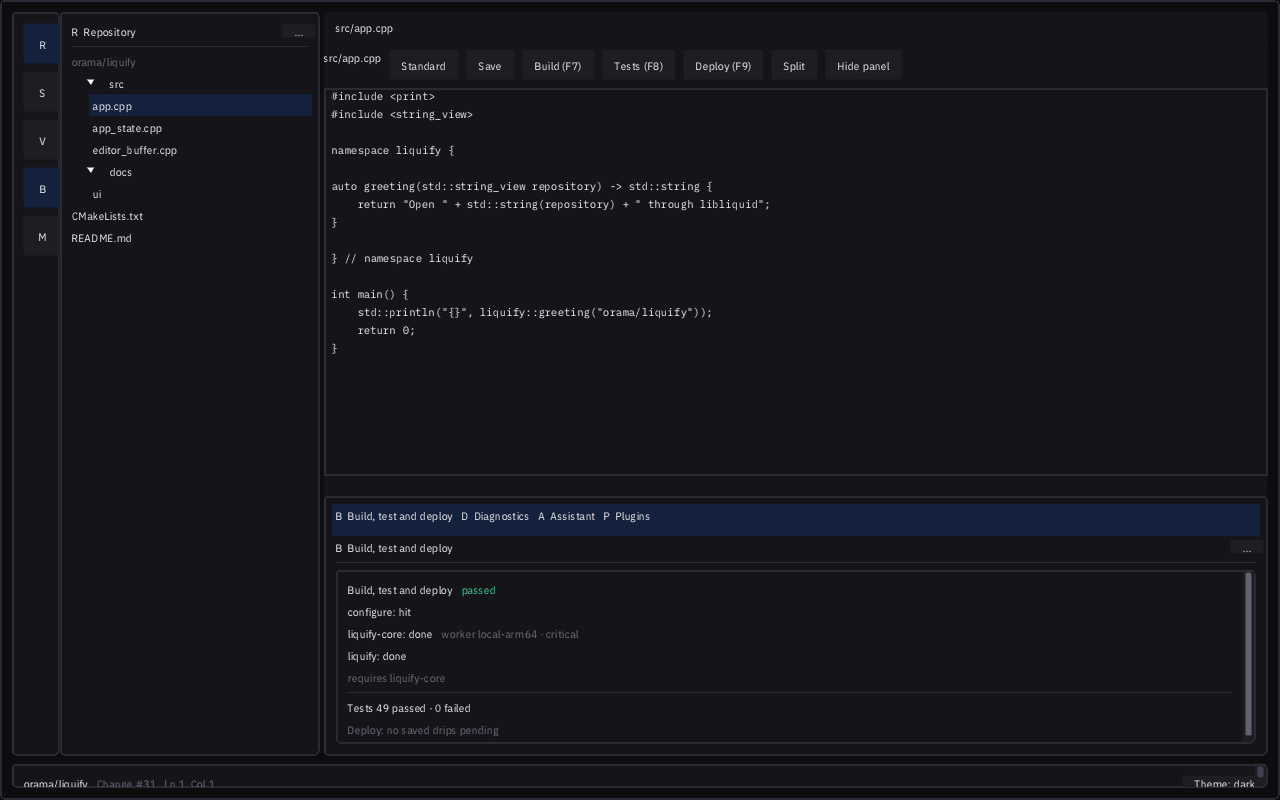 R
S
V
B
M
R Repository ...
orama/liquify
src
app.cpp
app_state.cpp
editor_buffer.cpp
docs
ui
CMakeLists.txt
README.md
src/app.cpp
src/app.cpp Standard Save Build (F7) Tests (F8) Deploy (F9) Split Hide panel
#include <print>
#include <string_view>
namespace liquify {
auto greeting(std::string_view repository) -> std::string {
    return "Open " + std::string(repository) + " through libliquid";
}
} // namespace liquify
int main() {
    std::println("{}", liquify::greeting("orama/liquify"));
    return 0;
}
B Build, test and deploy D Diagnostics A Assistant P Plugins
B Build, test and deploy ...
Build, test and deploy passed
configure: hit
liquify-core: done worker local-arm64 · critical
liquify: done
requires liquify-core
Tests 49 passed · 0 failed
Deploy: no saved drips pending
orama/liquify Change #31 Ln 1, Col 1 Theme: dark